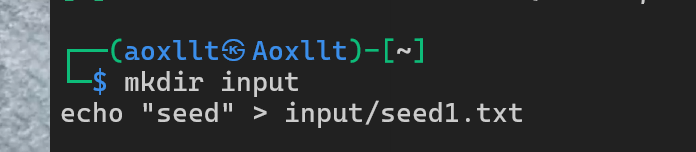 ┌──(aoxllt㉿Aoxllt)-[~]
└─$ mkdir input
echo "seed" > input/seed1.txt